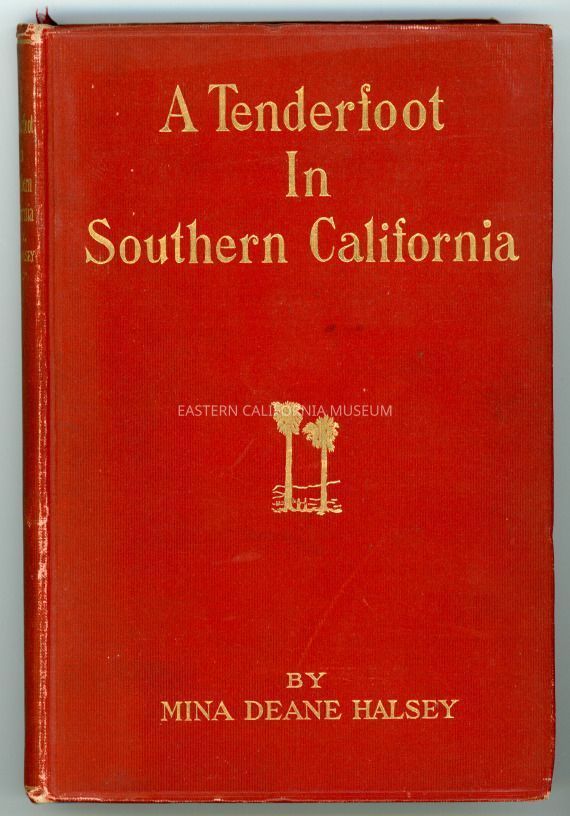 A Tenderfoot
In
Southern California
EASTERN CALIFORNIA MUSEUM
BY
MINA DEANE HALSEY